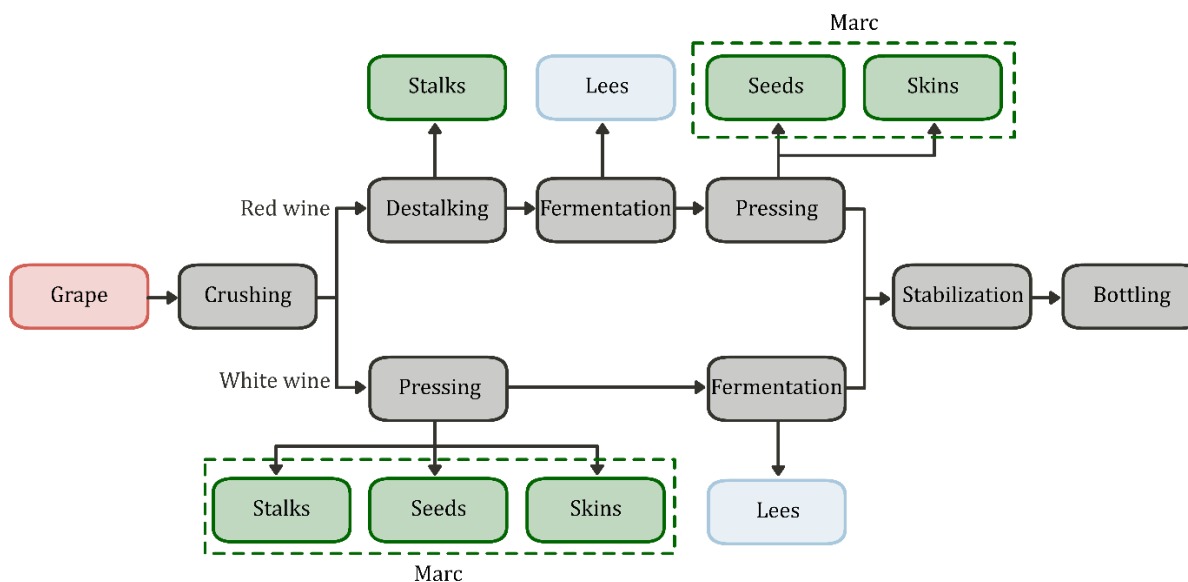 Marc
Stalks
Lees
Seeds
Skins
Red wine
Destalking
Fermentation
Pressing
Grape
Crushing
Stabilization
Bottling
White wine
Pressing
Fermentation
Stalks
Seeds
Skins
Lees
Marc